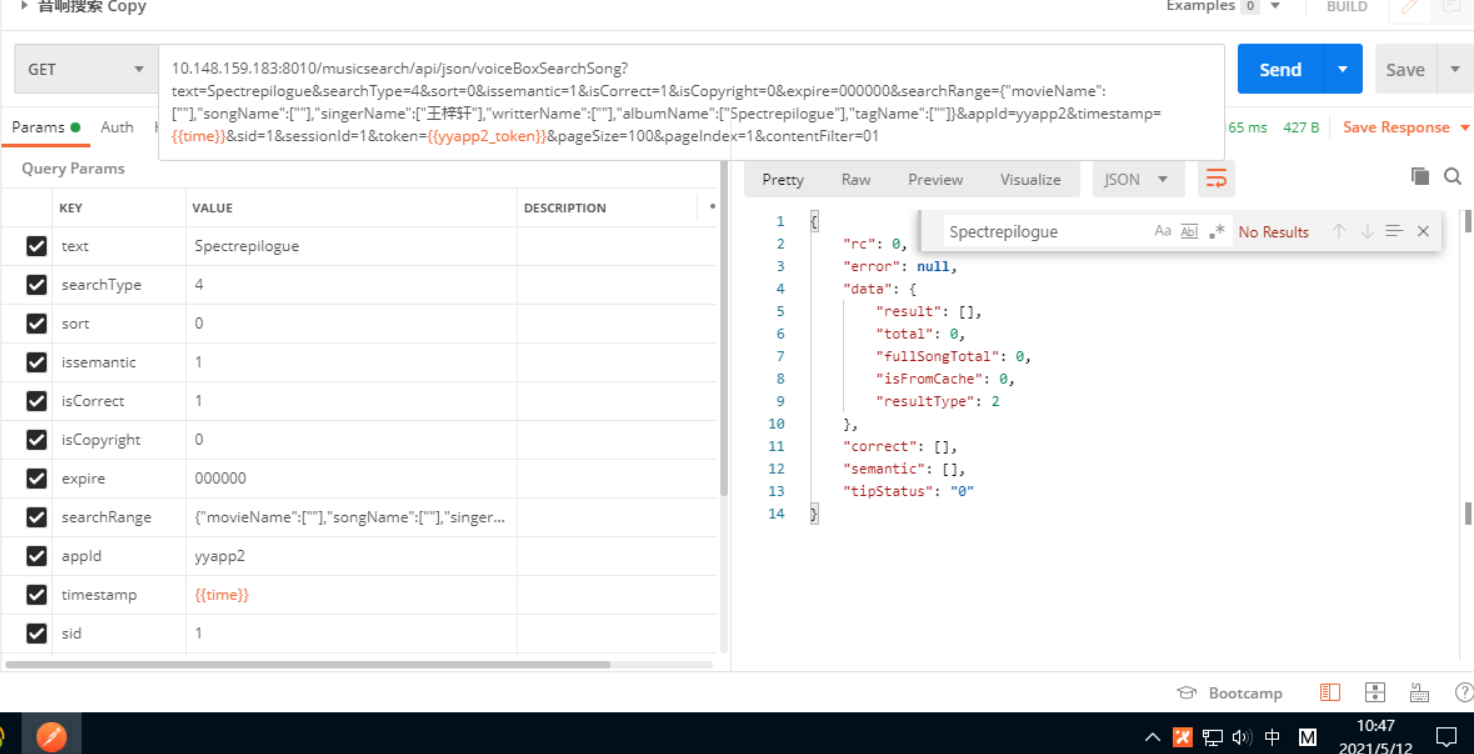 音响搜索 Copy
Examples 0
BUILD
GET
10.148.159.183:8010/musicsearch/api/json/voiceBoxSearchSong?
text=Spectrepilogue&searchType=4&sort=0&issemantic=1&isCorrect=1&isCopyright=0&expire=000000&searchRange={"movieName":
[""],"songName":[""],"singerName":["王梓轩"],"writterName":[""],"albumName":["Spectrepilogue"],"tagName":[""]}&appId=yyapp2&timestamp=
{{time}}&sid=1&sessionId=1&token={{yyapp2_token}}&pageSize=100&pageIndex=1&contentFilter=01
Send
Save
Params
Auth
65 ms
427 B
Save Response
Query Params
KEY
VALUE
DESCRIPTION
text
Spectrepilogue
searchType
4
sort
0
issemantic
1
isCorrect
1
isCopyright
0
expire
000000
searchRange
{"movieName":[""],"songName":[""],"singer...
appId
yyapp2
timestamp
{{time}}
sid
1
Pretty
Raw
Preview
Visualize
JSON
Spectrepilogue
Aa
Abl
.*
No Results
1 {
2 "rc": 0,
3 "error": null,
4 "data": {
5 "result": [],
6 "total": 0,
7 "fullSongTotal": 0,
8 "isFromCache": 0,
9 "resultType": 2
10 },
11 "correct": [],
12 "semantic": [],
13 "tipStatus": "0"
14 }
Bootcamp
中
M
10:47
2021/5/12